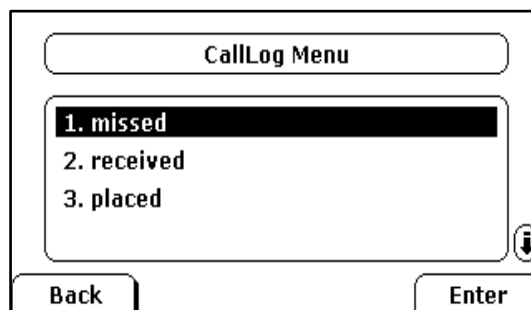 CallLog Menu
1. missed
2. received
3. placed
Back
Enter